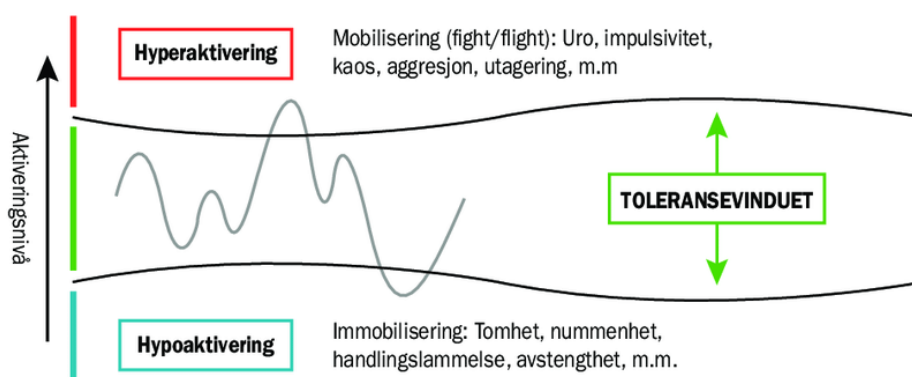 Hyperaktivering
Mobilisering (fight/flight): Uro, impulsivitet,
kaos, aggresjon, utagering, m.m
Aktiveringsnivå
TOLERANSEVINDUET
Hypoaktivering
Immobilisering: Tomhet, nummenhet,
handlingslammelse, avstengthet, m.m.